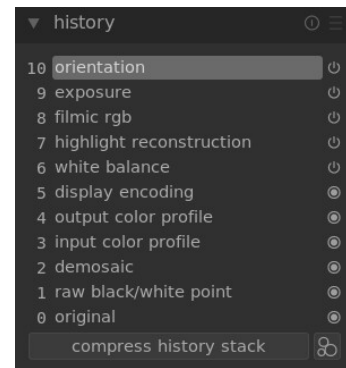 history
10 orientation
9 exposure
8 filmic rgb
7 highlight reconstruction
6 white balance
5 display encoding
4 output color profile
3 input color profile
2 demosaic
1 raw black/white point
0 original
compress history stack